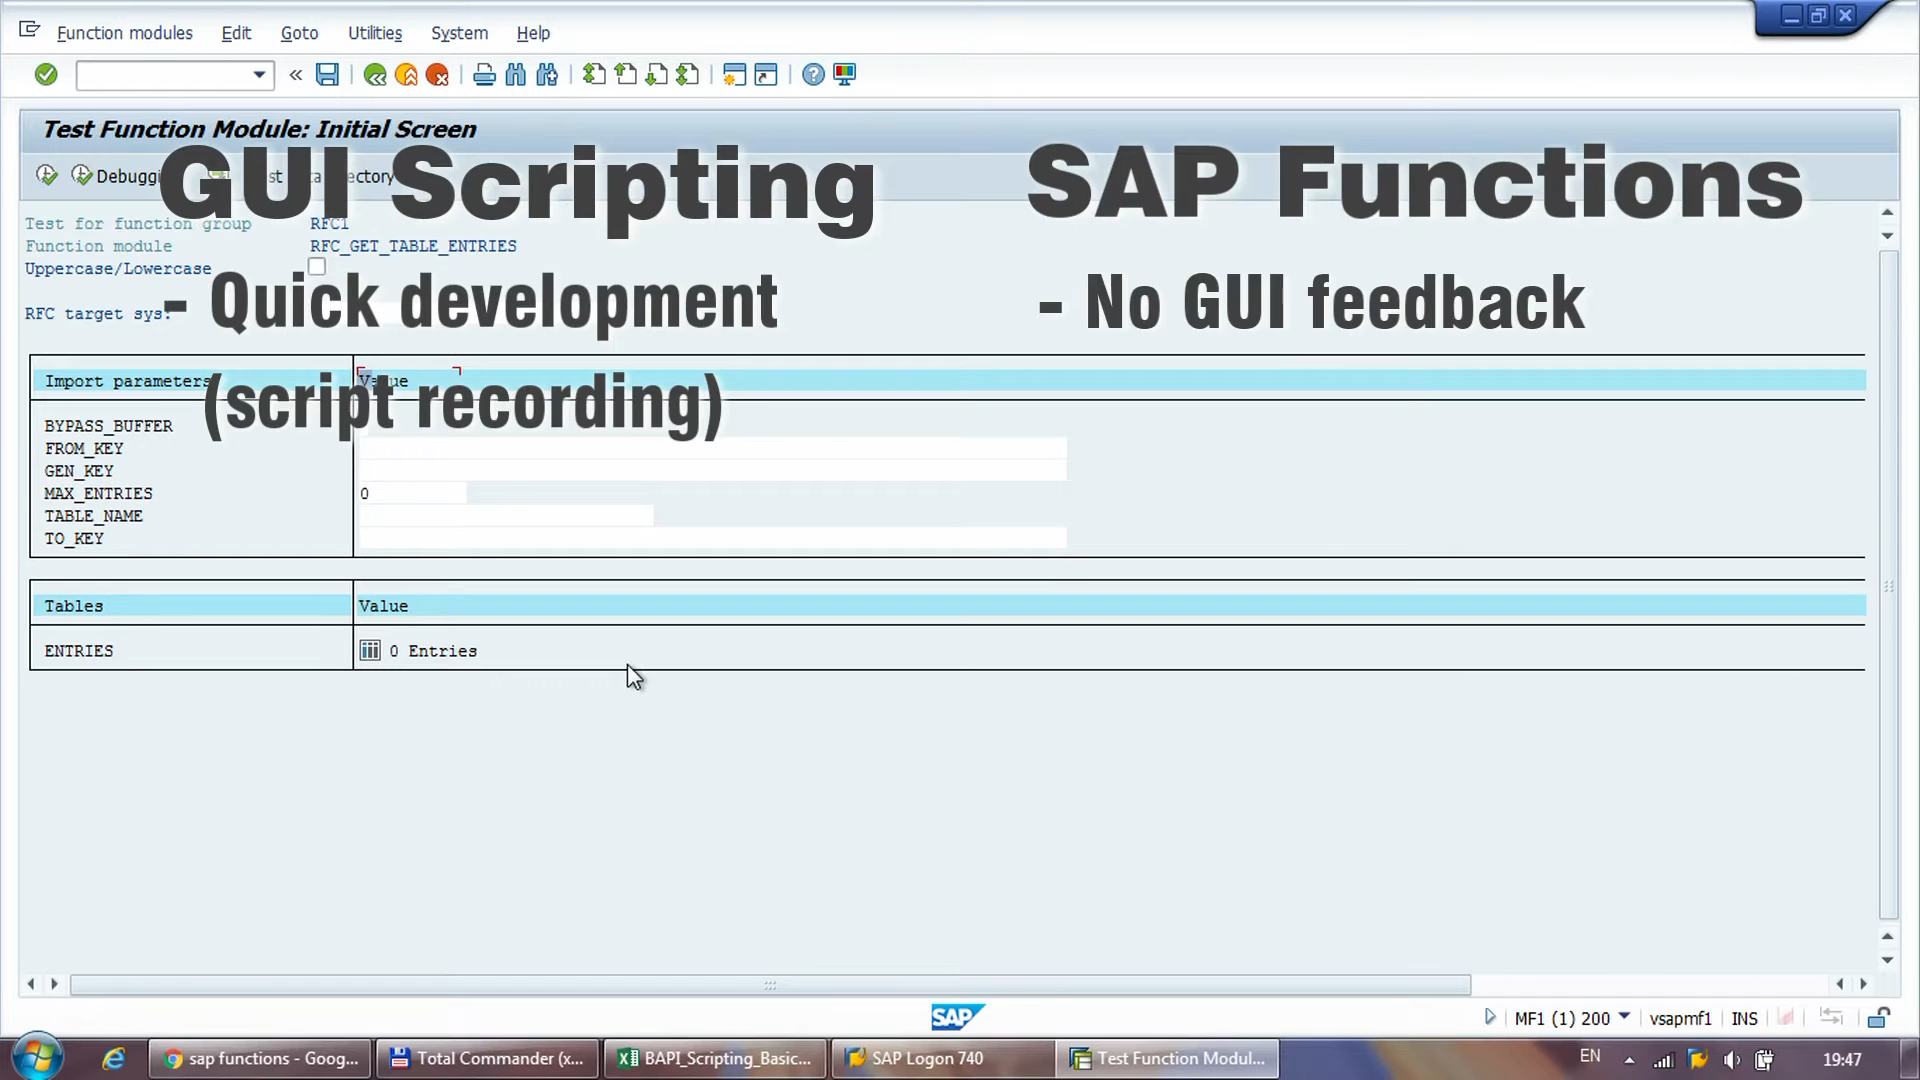 Function modules Edit Goto Utilities System Help
Test Function Module: Initial Screen
Debuggi
GUI Scripting
SAP Functions
Test for function group RFC1
Function module RFC_GET_TABLE_ENTRIES
Uppercase/Lowercase
- Quick development
- No GUI feedback
RFC target sys:
Import parameters Value
(script recording)
BYPASS_BUFFER
FROM_KEY
GEN_KEY
MAX_ENTRIES 0
TABLE_NAME
TO_KEY
Tables Value
ENTRIES 0 Entries
SAP
MF1 (1) 200 vsapmf1 INS
sap functions - Goog... Total Commander (x... BAPI_Scripting_Basic... SAP Logon 740 Test Function Modul... EN 19:47